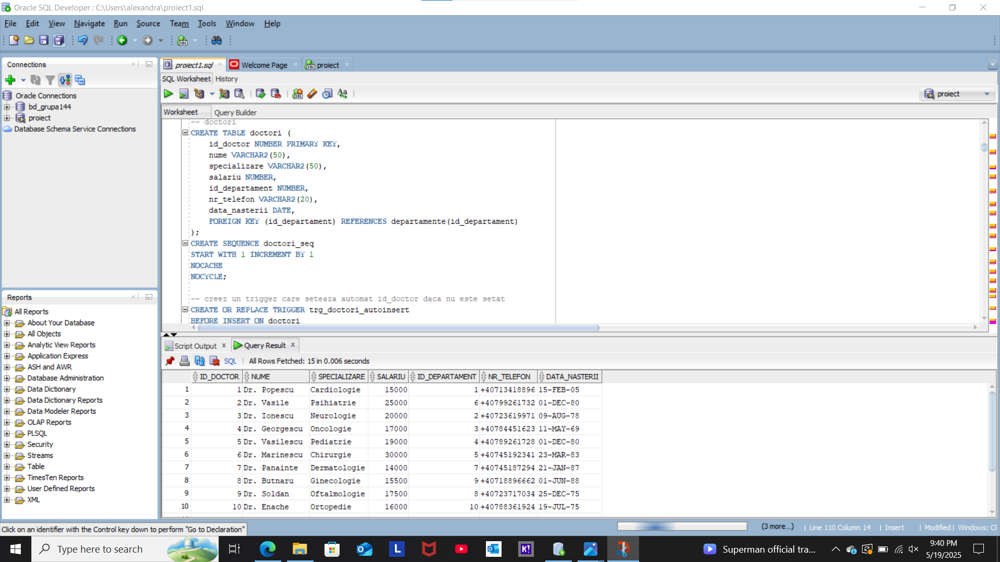 Oracle SQL Developer : C:\Users\alexandra\proiect1.sql
File Edit View Navigate Run Source Team Tools Window Help
Connections
Oracle Connections
bd_grupa144
proiect
Database Schema Service Connections
Reports
All Reports
About Your Database
All Objects
Analytic View Reports
Application Express
ASH and AWR
Database Administration
Data Dictionary
Data Dictionary Reports
Data Modeler Reports
OLAP Reports
PLSQL
Security
Streams
Table
TimesTen Reports
User Defined Reports
XML
proiect1.sql Welcome Page proiect
SQL Worksheet History
proiect
Worksheet Query Builder
-- doctori
CREATE TABLE doctori (
id_doctor NUMBER PRIMARY KEY,
nume VARCHAR2(50),
specializare VARCHAR2(50),
salariu NUMBER,
id_departament NUMBER,
nr_telefon VARCHAR2(20),
data_nasterii DATE,
FOREIGN KEY (id_departament) REFERENCES departamente(id_departament)
);
CREATE SEQUENCE doctori_seq
START WITH 1 INCREMENT BY 1
NOCACHE
NOCYCLE;
-- creez un trigger care seteaza automat id_doctor daca nu este setat
CREATE OR REPLACE TRIGGER trg_doctori_autoinsert
BEFORE INSERT ON doctori
Script Output Query Result
SQL All Rows Fetched: 15 in 0.006 seconds
ID_DOCTOR NUME SPECIALIZARE SALARIU ID_DEPARTAMENT NR_TELEFON DATA_NASTERII
1 1 Dr. Popescu Cardiologie 15000 1 +40713418896 15-FEB-05
2 2 Dr. Vasile Psihiatrie 25000 6 +40799261732 01-DEC-80
3 3 Dr. Ionescu Neurologie 20000 2 +40723619971 09-AUG-78
4 4 Dr. Georgescu Oncologie 17000 3 +40784451623 11-MAY-69
5 5 Dr. Vasilescu Pediatrie 19000 4 +40789261728 01-DEC-80
6 6 Dr. Marinescu Chirurgie 30000 5 +40745192341 23-MAR-83
7 7 Dr. Panainte Dermatologie 14000 7 +40745187294 21-JAN-87
8 8 Dr. Butnaru Ginecologie 15500 9 +40718896662 01-JUN-88
9 9 Dr. Soldan Oftalmologie 17500 8 +40723717034 25-DEC-75
10 10 Dr. Enache Ortopedie 16000 10 +40788361924 19-JUL-75
Click on an identifier with the Control key down to perform "Go to Declaration"
(3 more...) | Line 110 Column 14 | Insert | Modified | Windows: CF
Type here to search
Superman official tra...
9:40 PM
5/19/2025